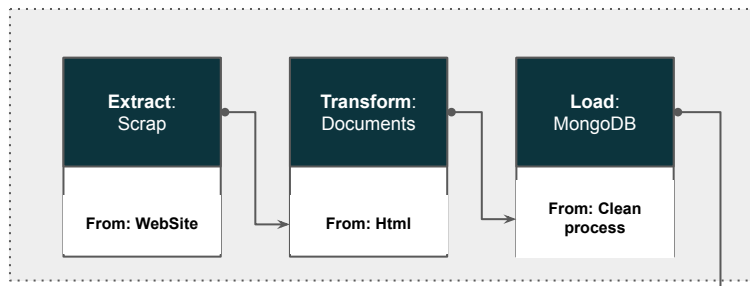 Extract:
Scrap
From: WebSite
Transform:
Documents
From: Html
Load:
MongoDB
From: Clean
process